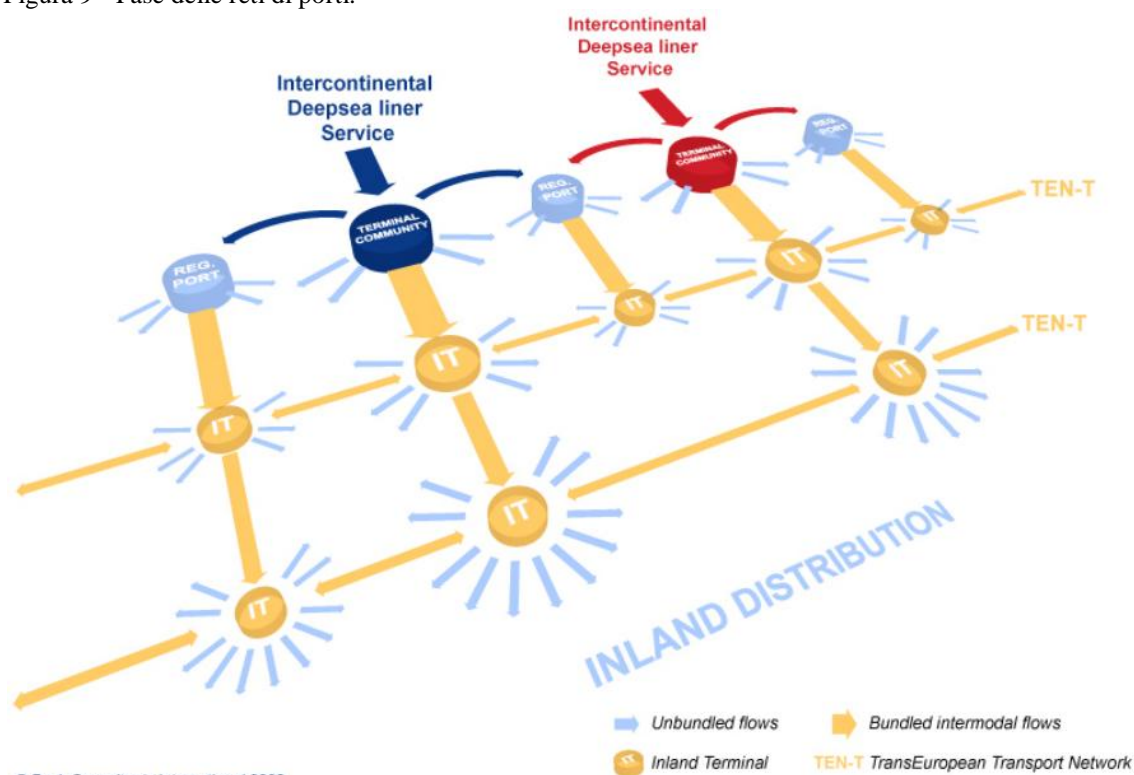 Figura 9 - Fase delle reti di porti.
Intercontinental
Deepsea liner
Service
Intercontinental
Deepsea liner
Service
REG.
PORT
TERMINAL
COMMUNITY
REG.
PORT
TERMINAL
COMMUNITY
REG.
PORT
IT
TEN-T
IT
IT
IT
TEN-T
IT
IT
IT
IT
INLAND DISTRIBUTION
Unbundled flows
Bundled intermodal flows
IT Inland Terminal
TEN-T TransEuropean Transport Network